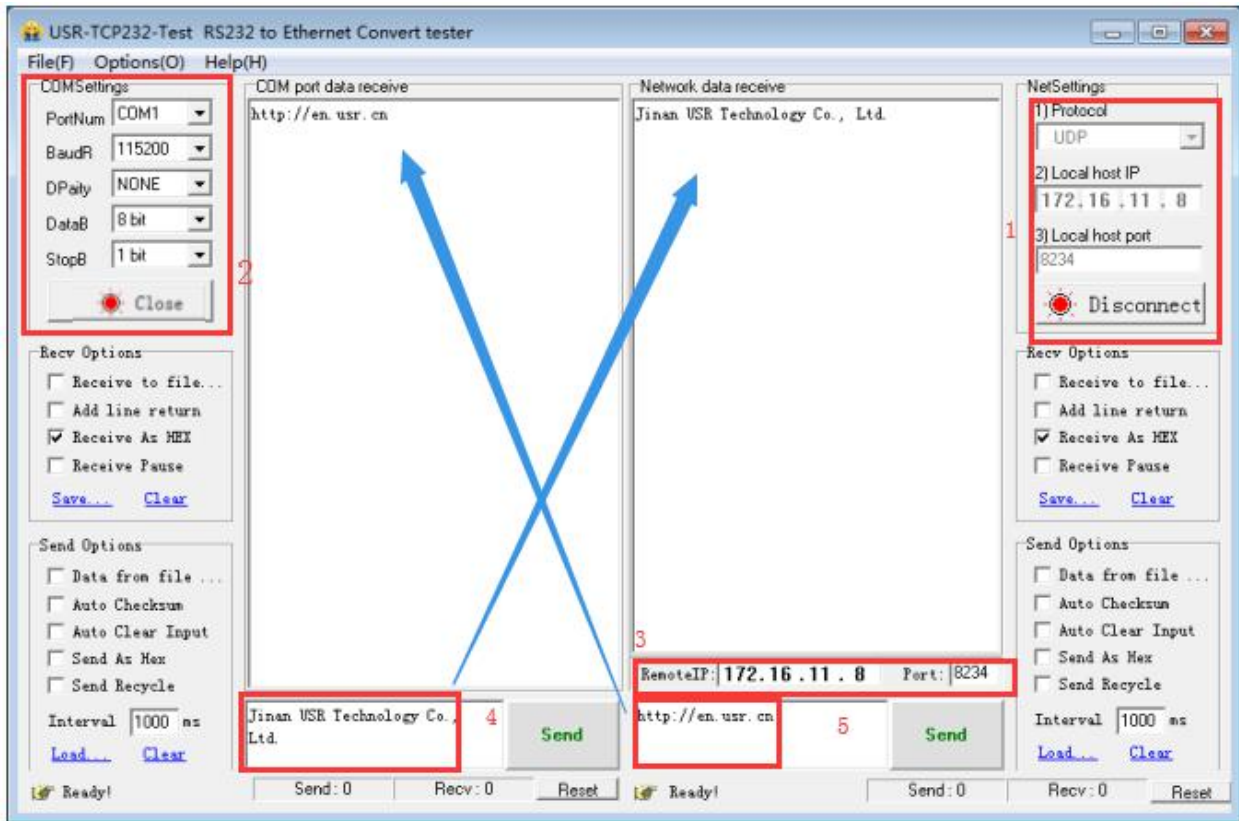 USR-TCP232-Test RS232 to Ethernet Convert tester
File(F) Options(O) Help(H)
COMSettings
PortNum COM1
BaudR 115200
DPaity NONE
DataB 8 bit
StopB 1 bit
Close
2
Recv Options
Receive to file...
Add line return
Receive As HEX
Receive Pause
Save... Clear
Send Options
Data from file ...
Auto Checksum
Auto Clear Input
Send As Hex
Send Recycle
Interval 1000 ms
Load... Clear
COM port data receive
http://en.usr.cn
Jinan USR Technology Co.,
Ltd.
4
Send
Network data receive
Jinan USR Technology Co., Ltd.
3
RemoteIP: 172.16.11.8 Port: 8234
http://en.usr.cn
5
Send
NetSettings
1) Protocol
UDP
2) Local host IP
172.16.11.8
1
3) Local host port
8234
Disconnect
Recv Options
Receive to file...
Add line return
Receive As HEX
Receive Pause
Save... Clear
Send Options
Data from file ...
Auto Checksum
Auto Clear Input
Send As Hex
Send Recycle
Interval 1000 ms
Load... Clear
Ready! Send: 0 Recv: 0 Reset
Ready! Send: 0 Recv: 0 Reset